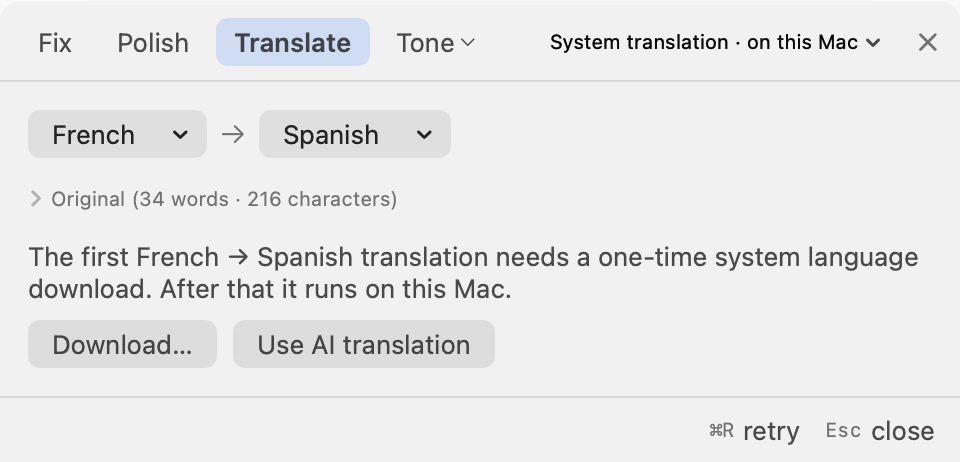 Fix Polish Translate Tone System translation · on this Mac
French → Spanish
Original (34 words · 216 characters)
The first French → Spanish translation needs a one-time system language
download. After that it runs on this Mac.
Download... Use AI translation
⌘R retry Esc close